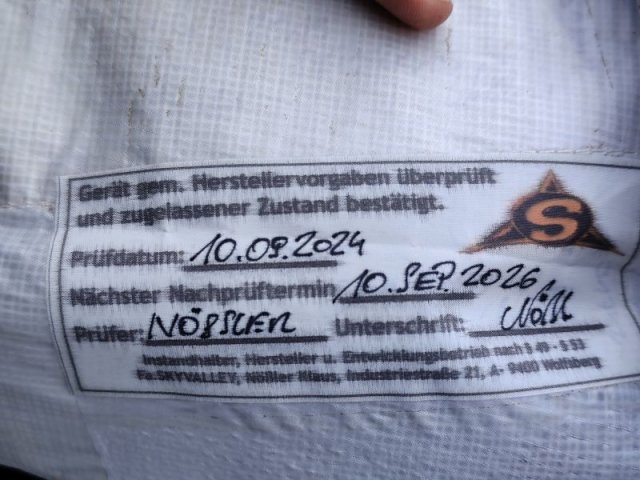 Gerät gem. Herstellervorgaben überprüft
und zugelassener Zustand bestätigt.
S
Prüfdatum: 10.09.2024
Nächster Nachprüftermin 10.SEP.2026
Prüfer: NÖSSLER Unterschrift:
Instandhalter, Hersteller u. Entwicklungsbetrieb nach § 49 - § 53
Fa.SKYVALLEY, Nößler Klaus, Industriestraße 21, A- 9400 Wolfsberg